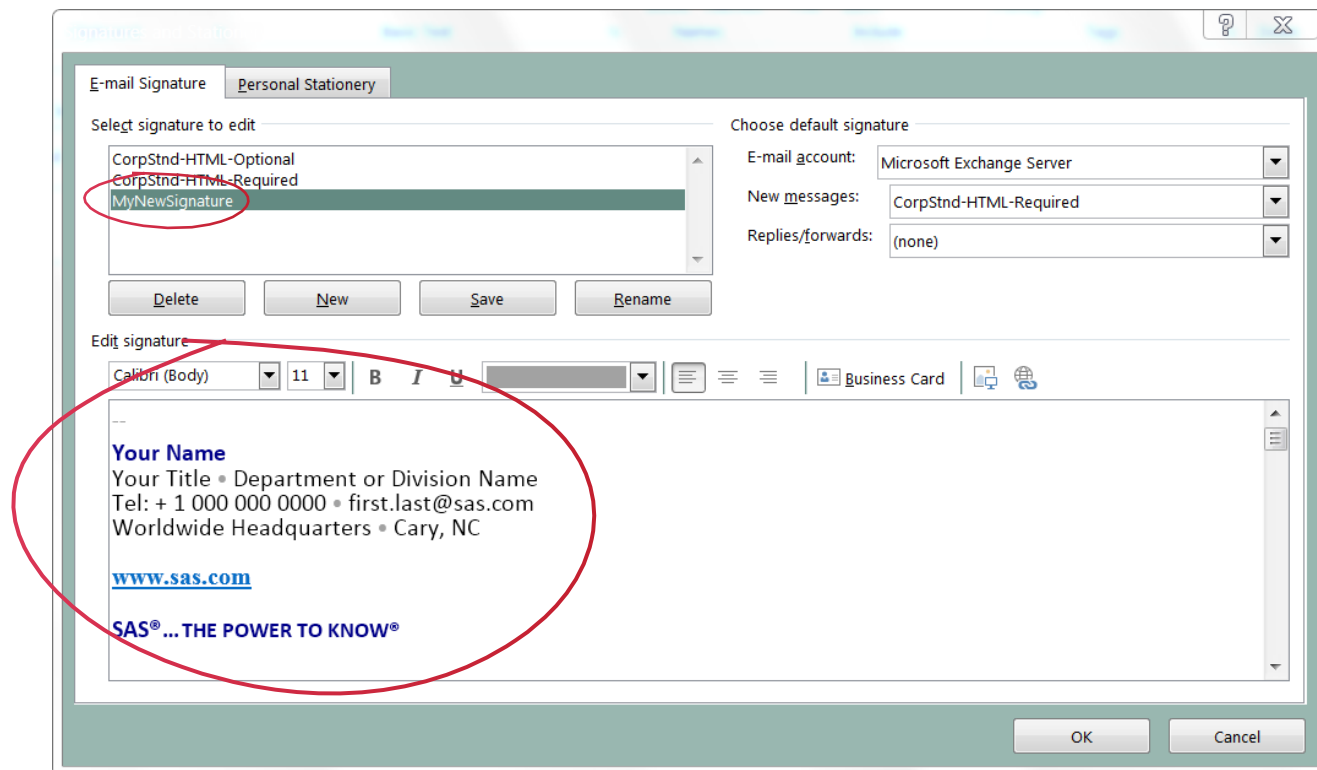 E-mail Signature
Personal Stationery
Select signature to edit
CorpStnd-HTML-Optional
CorpStnd-HTML-Required
MyNewSignature
Delete
New
Save
Rename
Choose default signature
E-mail account:
Microsoft Exchange Server
New messages:
CorpStnd-HTML-Required
Replies/forwards:
(none)
Edit signature
Calibri (Body)
11
B
I
U
Business Card
--
Your Name
Your Title • Department or Division Name
Tel: + 1 000 000 0000 • first.last@sas.com
Worldwide Headquarters • Cary, NC
www.sas.com
SAS® ... THE POWER TO KNOW®
OK
Cancel